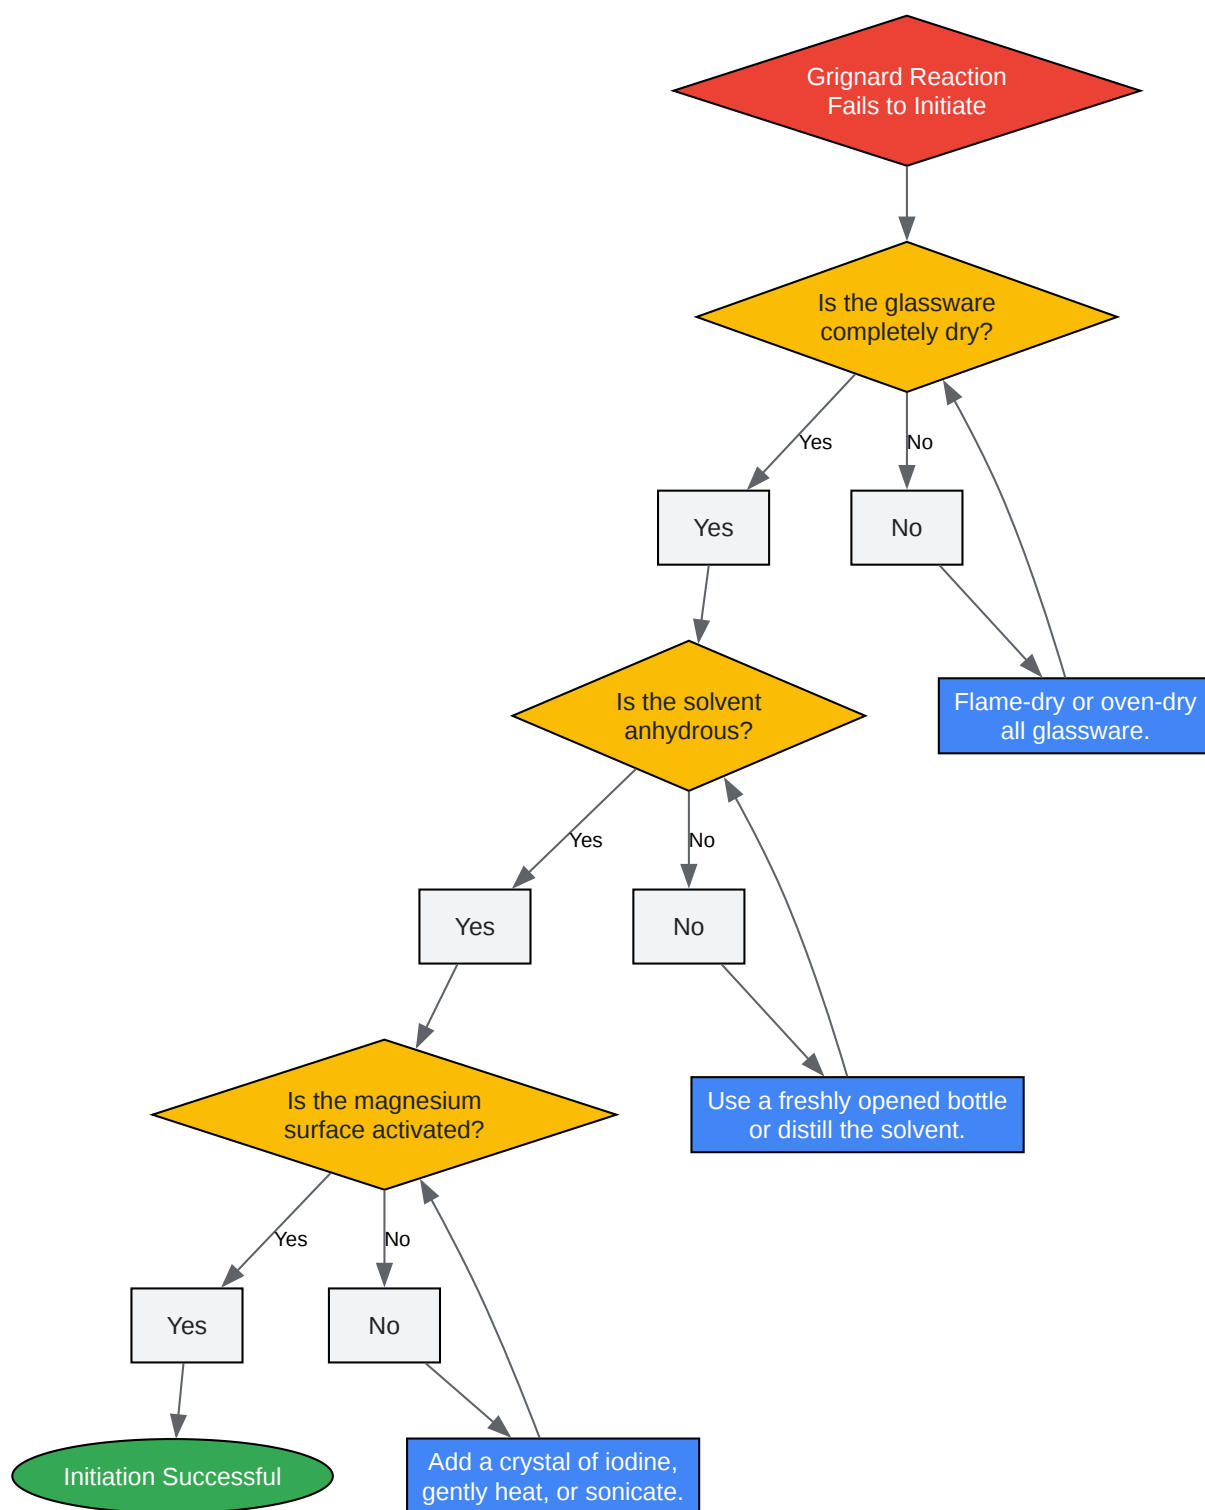 Grignard Reaction
Fails to Initiate
Is the glassware
completely dry?
Yes
No
Yes
No
Is the solvent
anhydrous?
Flame-dry or oven-dry
all glassware.
Yes
No
Yes
No
Is the magnesium
surface activated?
Use a freshly opened bottle
or distill the solvent.
Yes
No
Yes
No
Initiation Successful
Add a crystal of iodine,
gently heat, or sonicate.